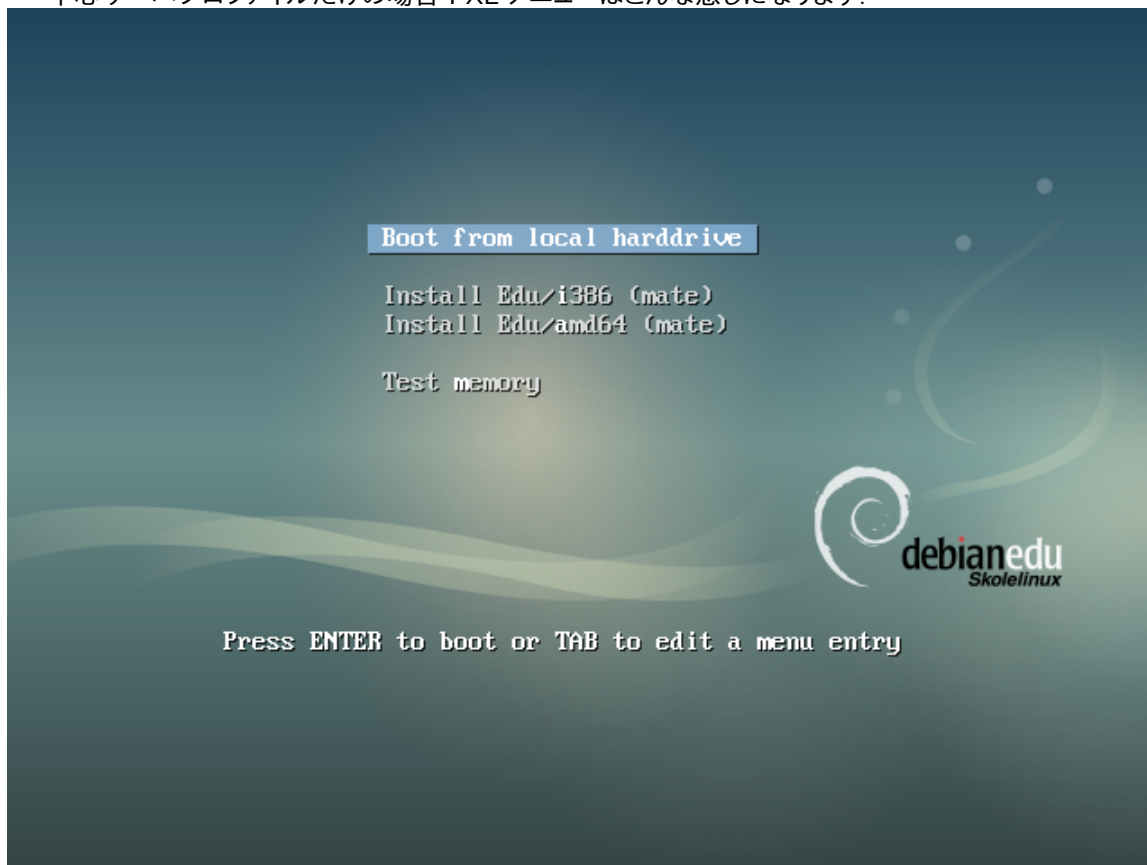 Boot from local harddrive
Install Edu/i386 (mate)
Install Edu/amd64 (mate)
Test memory
debianedu
Skolelinux
Press ENTER to boot or TAB to edit a menu entry